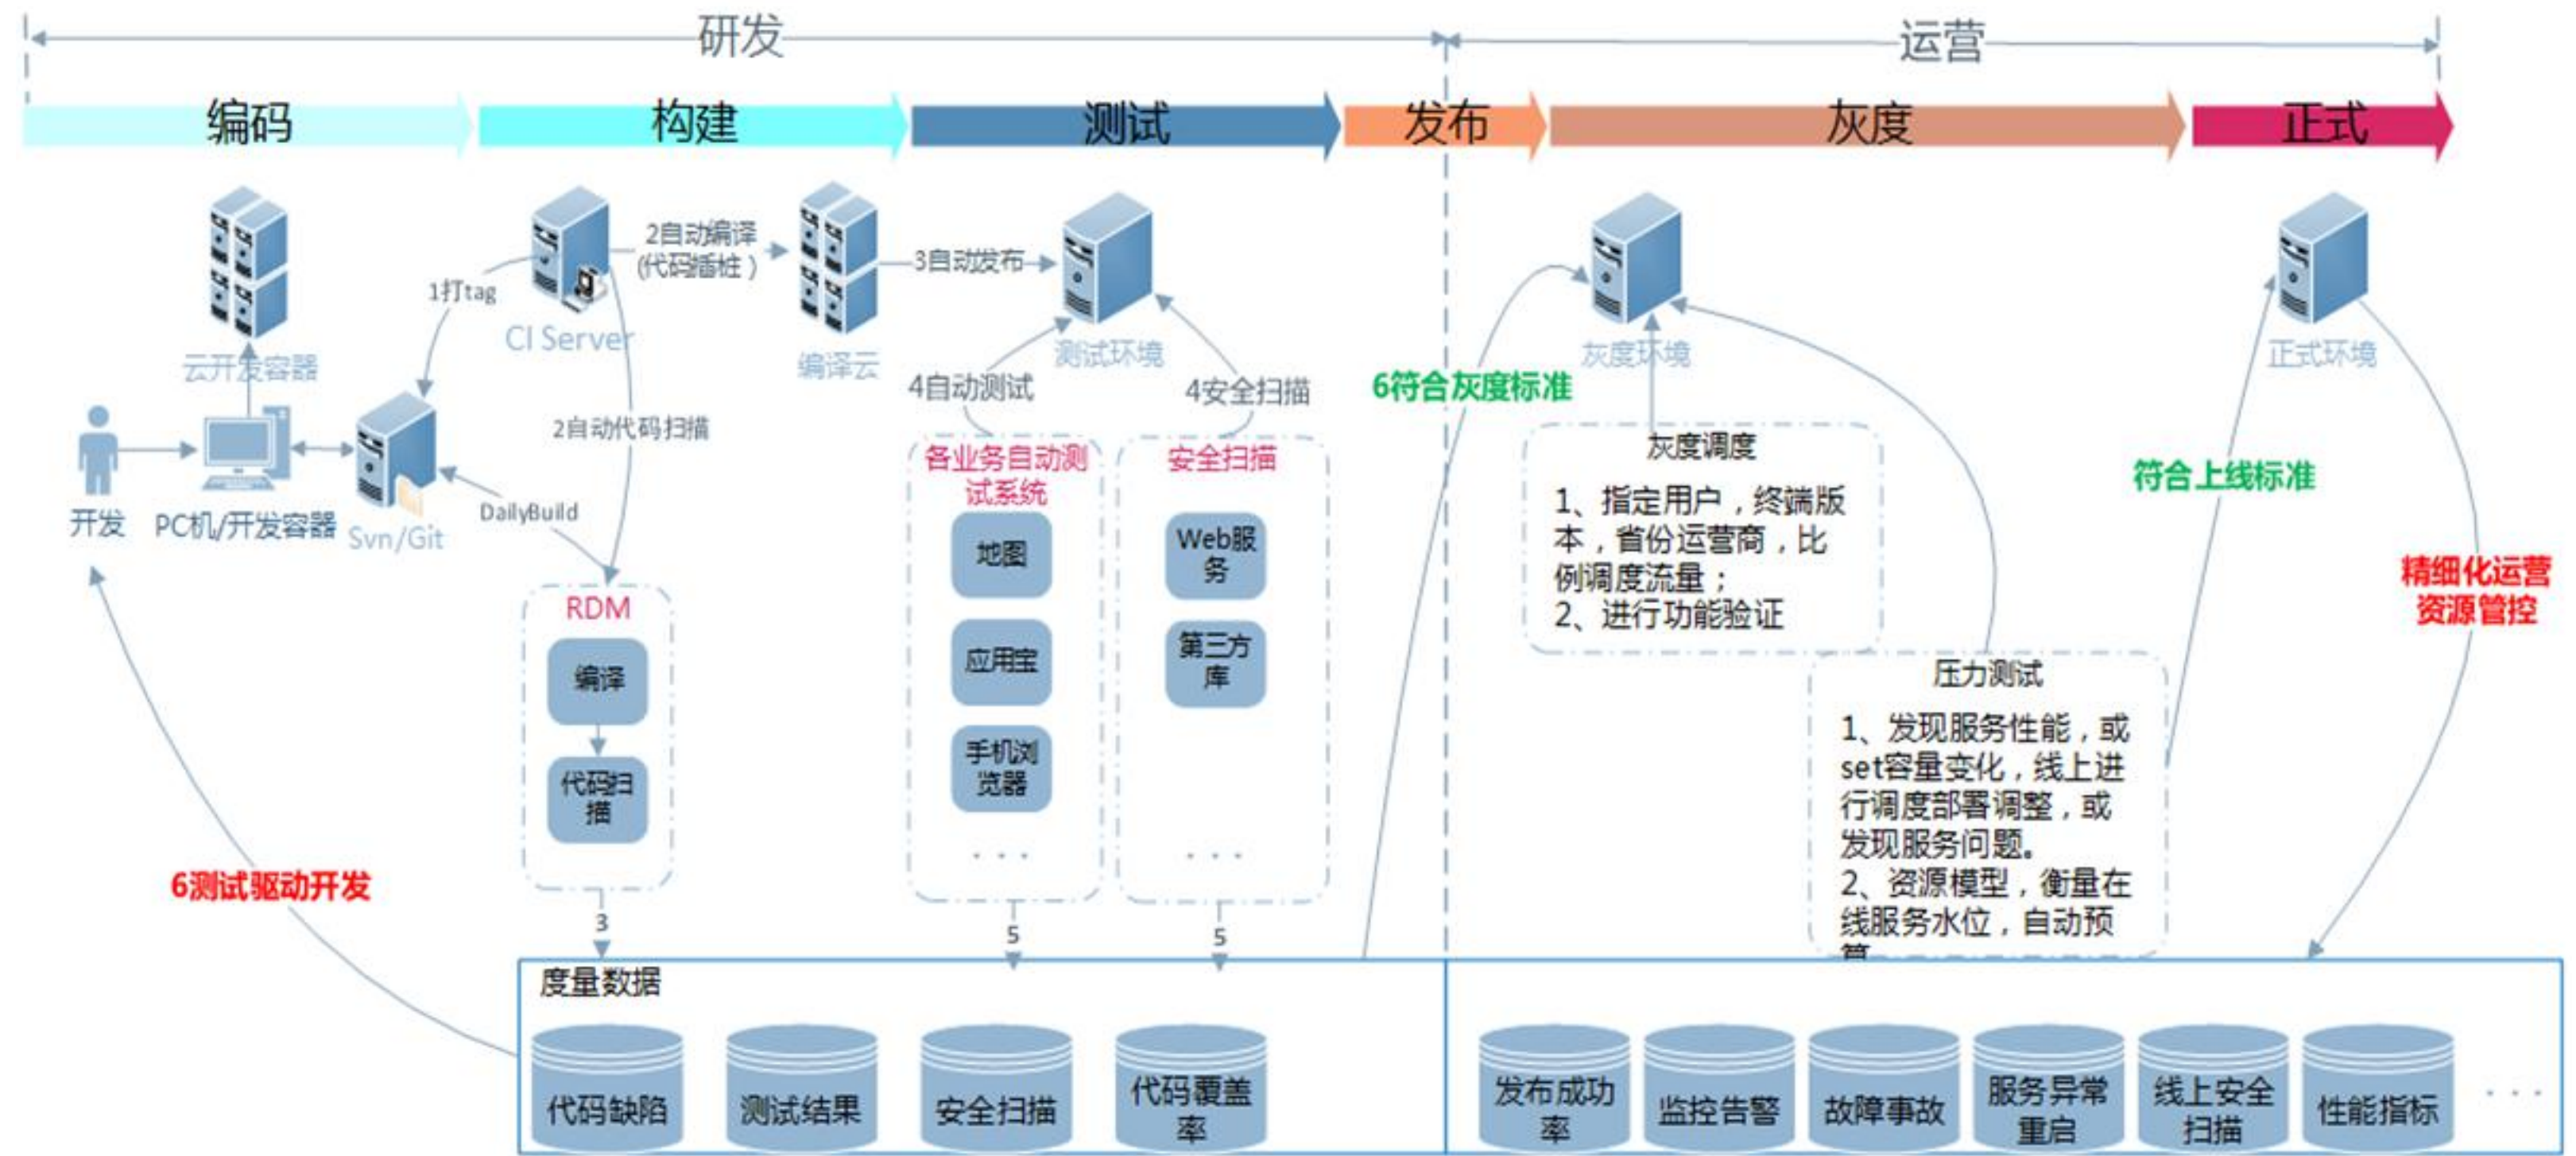 研发
运营
编码
构建
测试
发布
灰度
正式
云开发容器
开发
PC机/开发容器
Svn/Git
1打tag
CI Server
2自动编译
(代码插桩)
编译云
3自动发布
测试环境
2自动代码扫描
DailyBuild
RDM
编译
代码扫
描
3
4自动测试
4安全扫描
各业务自动测
试系统
地图
应用宝
手机浏
览器
. . .
5
安全扫描
Web服
务
第三方
库
. . .
5
6测试驱动开发
6符合灰度标准
灰度环境
灰度调度
1、指定用户，终端版
本，省份运营商，比
例调度流量；
2、进行功能验证
压力测试
1、发现服务性能，或
set容量变化，线上进
行调度部署调整，或
发现服务问题。
2、资源模型，衡量在
线服务水位，自动预
算
符合上线标准
正式环境
精细化运营
资源管控
度量数据
代码缺陷
测试结果
安全扫描
代码覆盖
率
发布成功
率
监控告警
故障事故
服务异常
重启
线上安全
扫描
性能指标
. . .